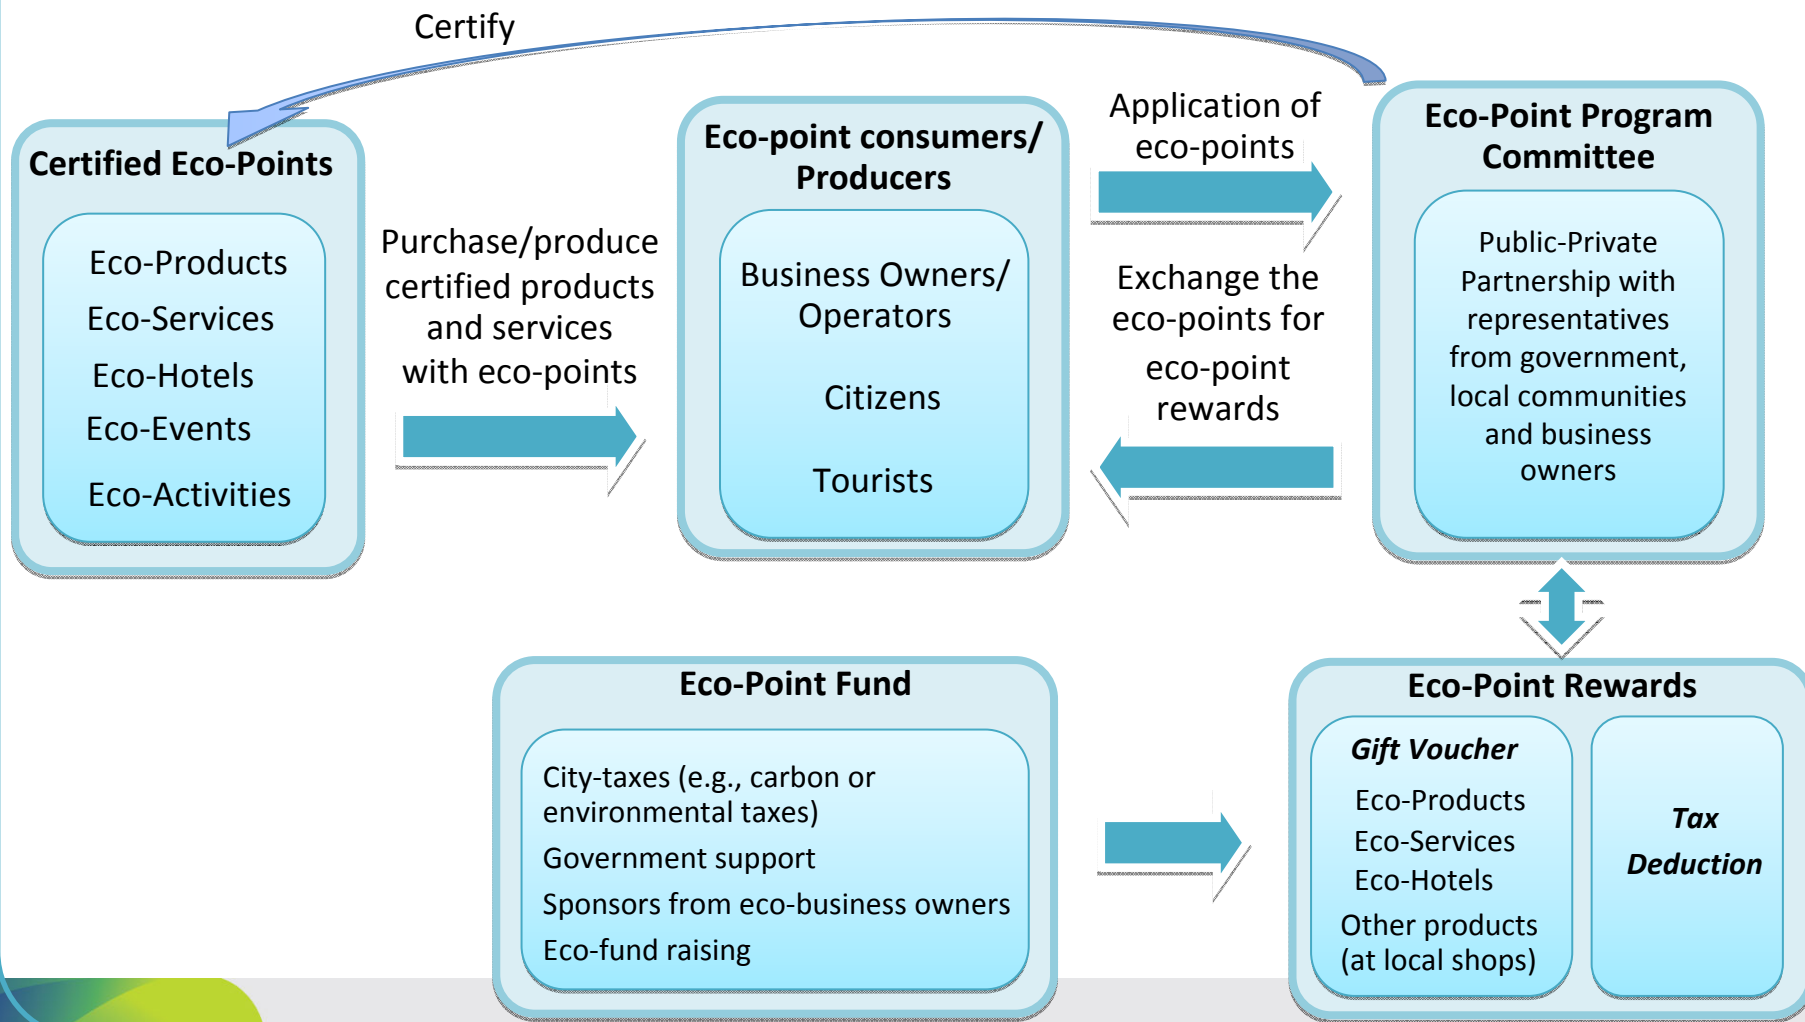 Certify
Certified Eco-Points
Eco-Products
Eco-Services
Eco-Hotels
Eco-Events
Eco-Activities
Purchase/produce
certified products
and services
with eco-points
Eco-point consumers/
Producers
Business Owners/
Operators
Citizens
Tourists
Application of
eco-points
Exchange the
eco-points for
eco-point
rewards
Eco-Point Program
Committee
Public-Private
Partnership with
representatives
from government,
local communities
and business
owners
Eco-Point Fund
City-taxes (e.g., carbon or
environmental taxes)
Government support
Sponsors from eco-business owners
Eco-fund raising
Eco-Point Rewards
Gift Voucher
Eco-Products
Eco-Services
Eco-Hotels
Other products
(at local shops)
Tax
Deduction